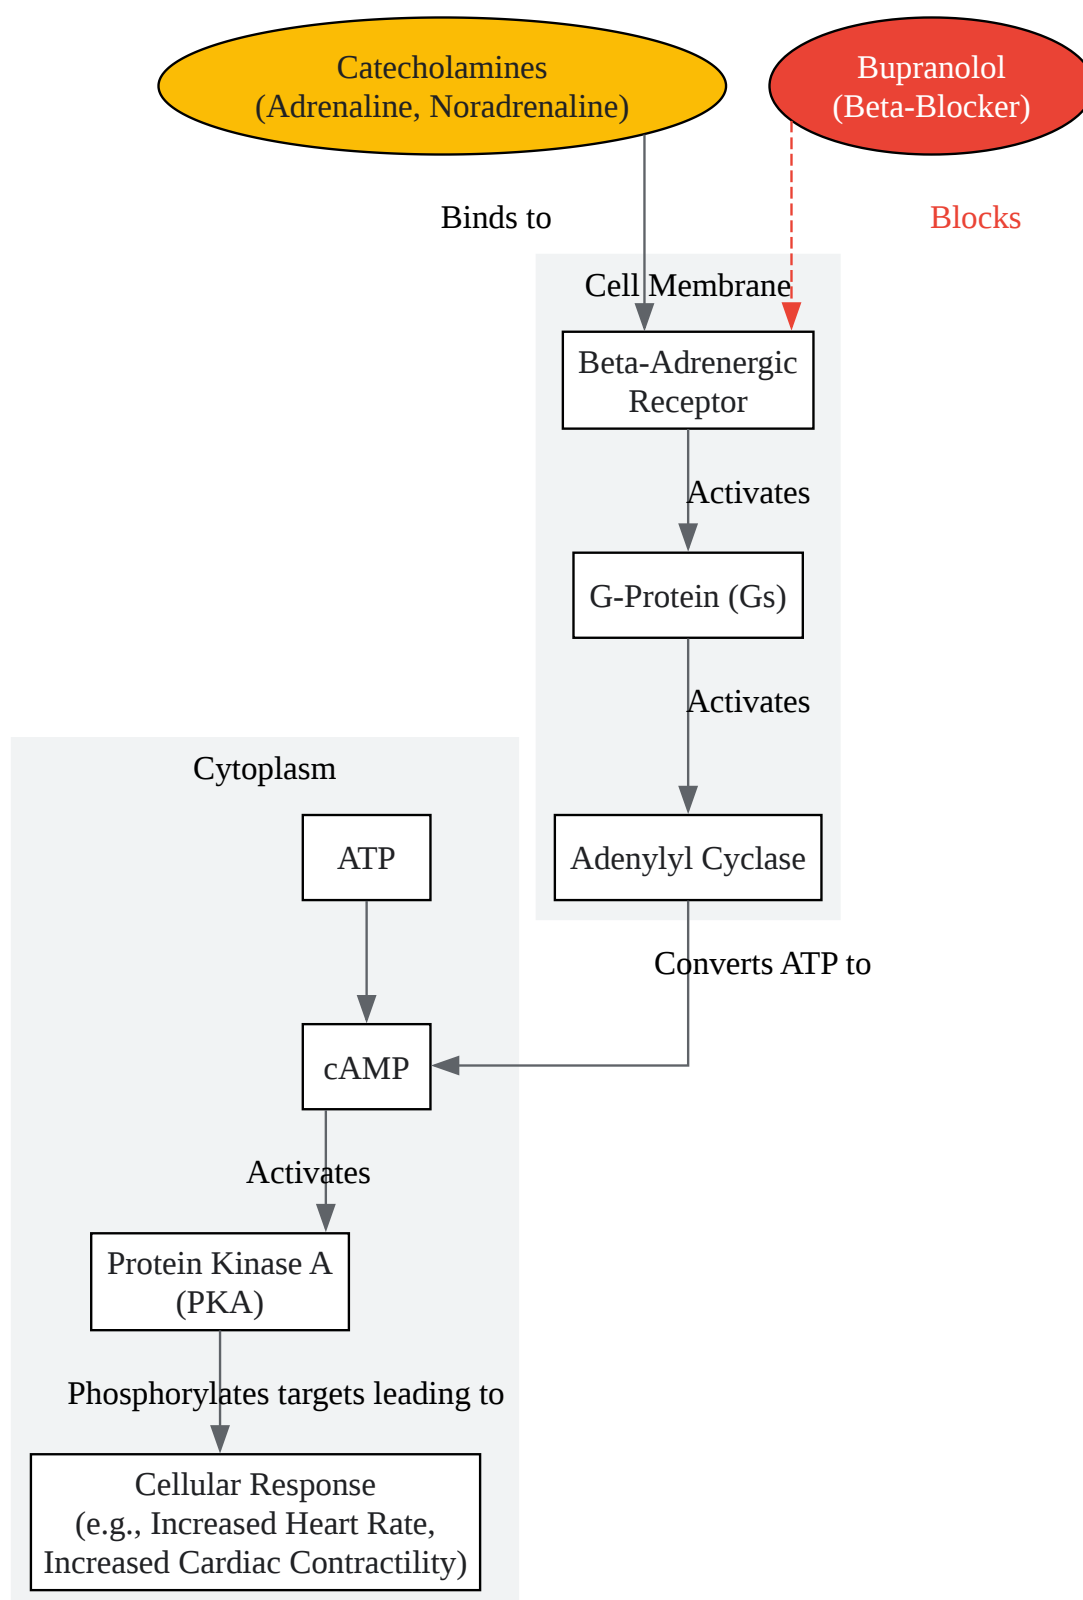 Catecholamines
(Adrenaline, Noradrenaline)
Bupranolol
(Beta-Blocker)
Binds to
Blocks
Cell Membrane
Beta-Adrenergic
Receptor
Activates
G-Protein (Gs)
Activates
Cytoplasm
ATP
Adenylyl Cyclase
Converts ATP to
cAMP
Activates
Protein Kinase A
(PKA)
Phosphorylates targets leading to
Cellular Response
(e.g., Increased Heart Rate,
Increased Cardiac Contractility)